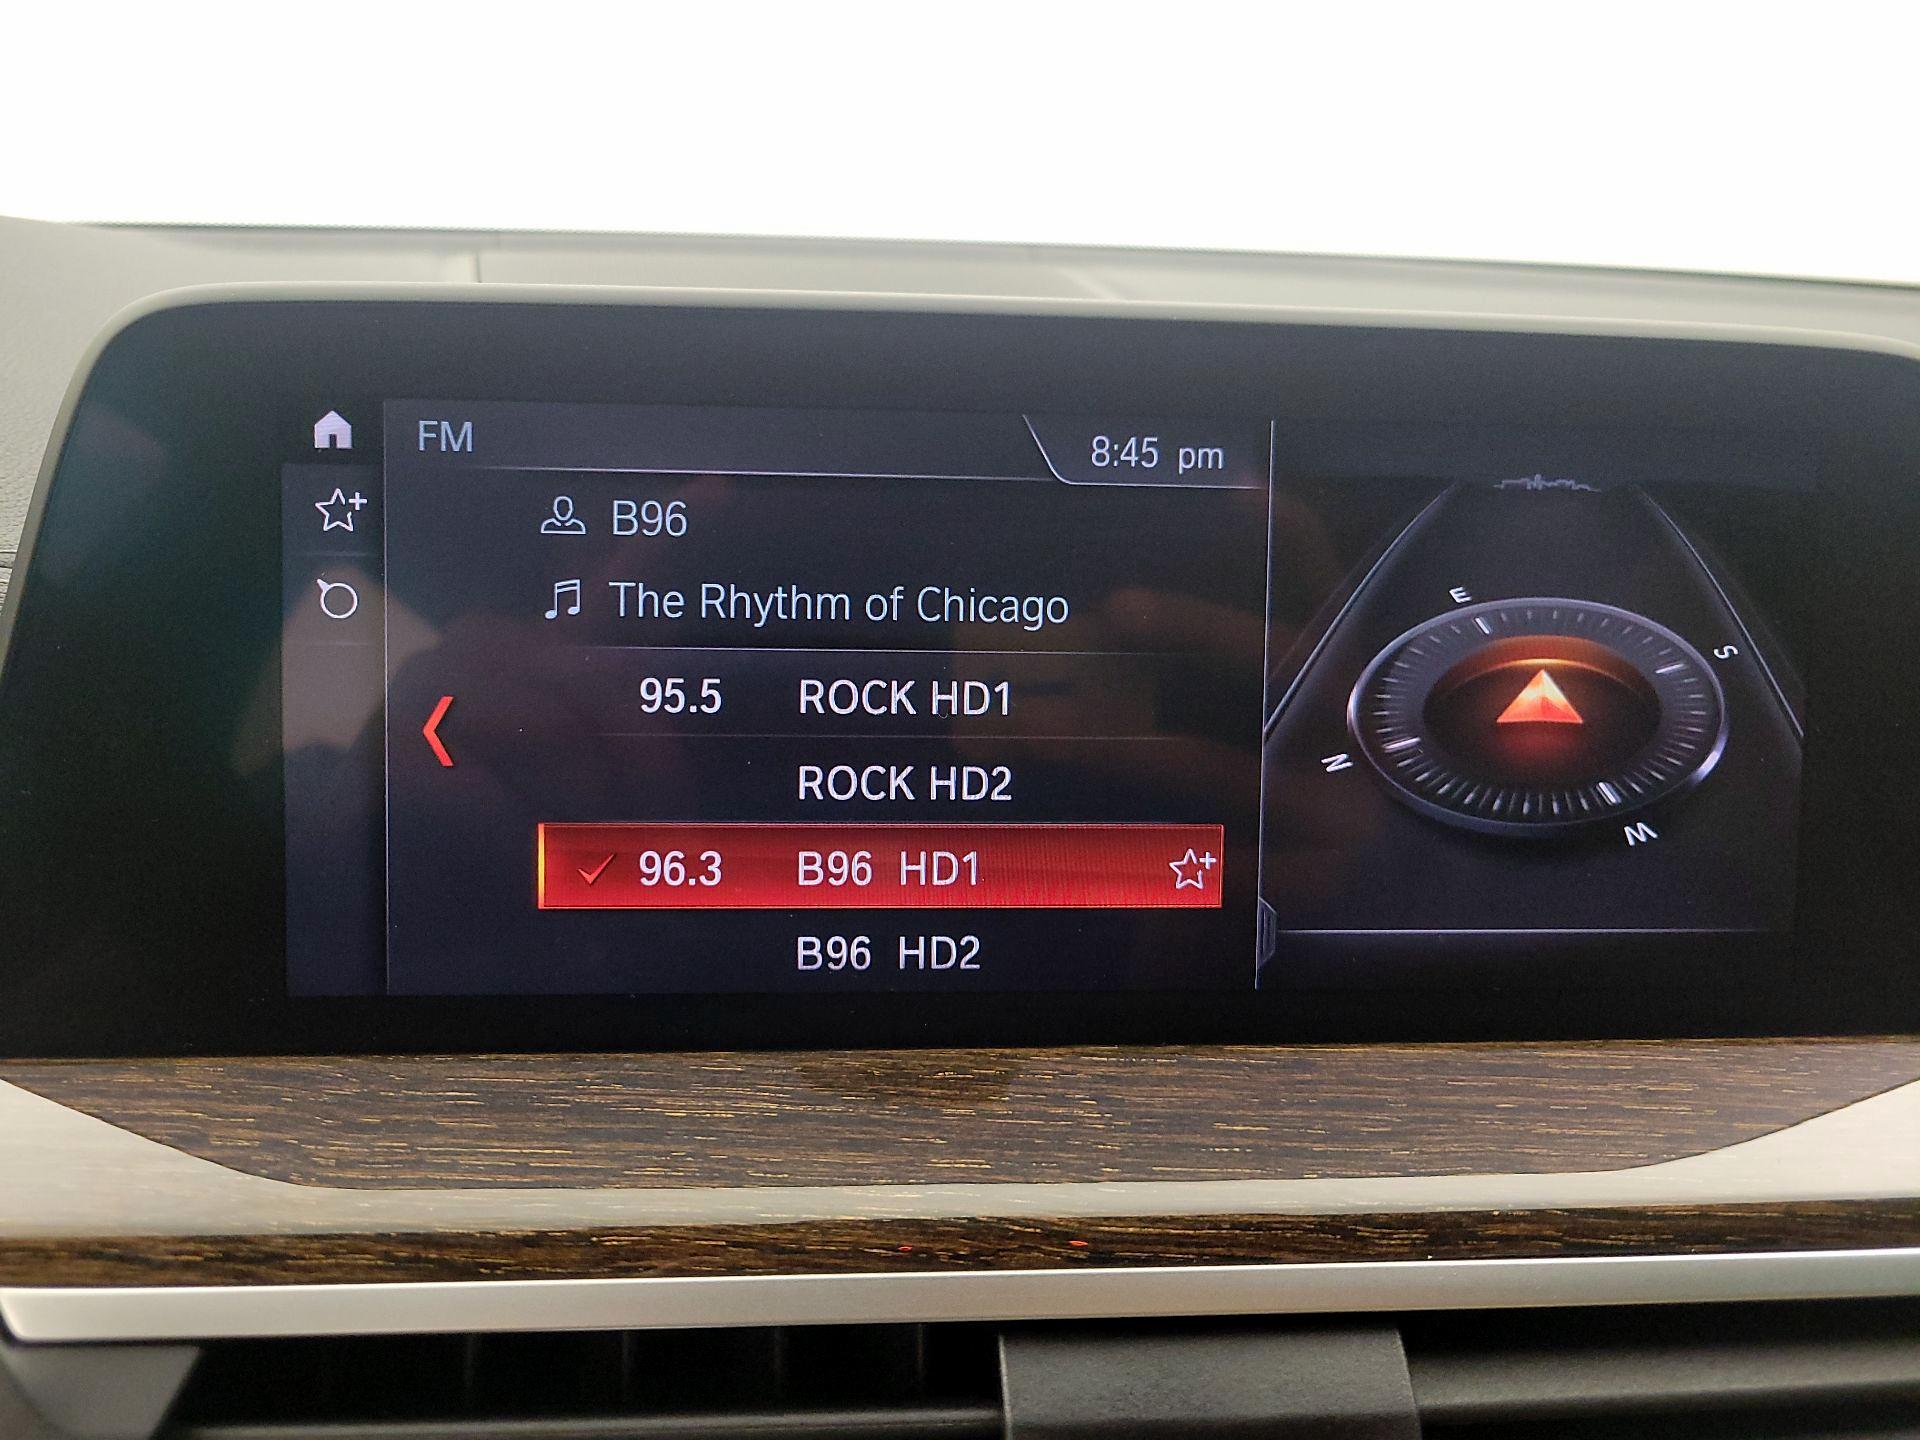 FM
8:45 pm
B96
The Rhythm of Chicago
95.5 ROCK HD1
ROCK HD2
96.3 B96 HD1
B96 HD2
E
S
N
W